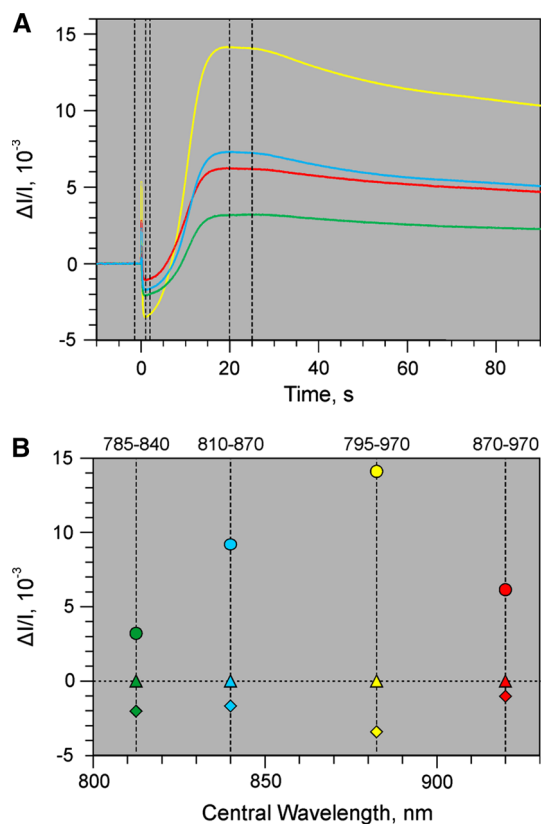 A
15
10
5
0
-5
ΔI/I, 10⁻³
0 20 40 60 80
Time, s
B
785-840 810-870 795-970 870-970
15
10
5
0
-5
ΔI/I, 10⁻³
800 850 900
Central Wavelength, nm